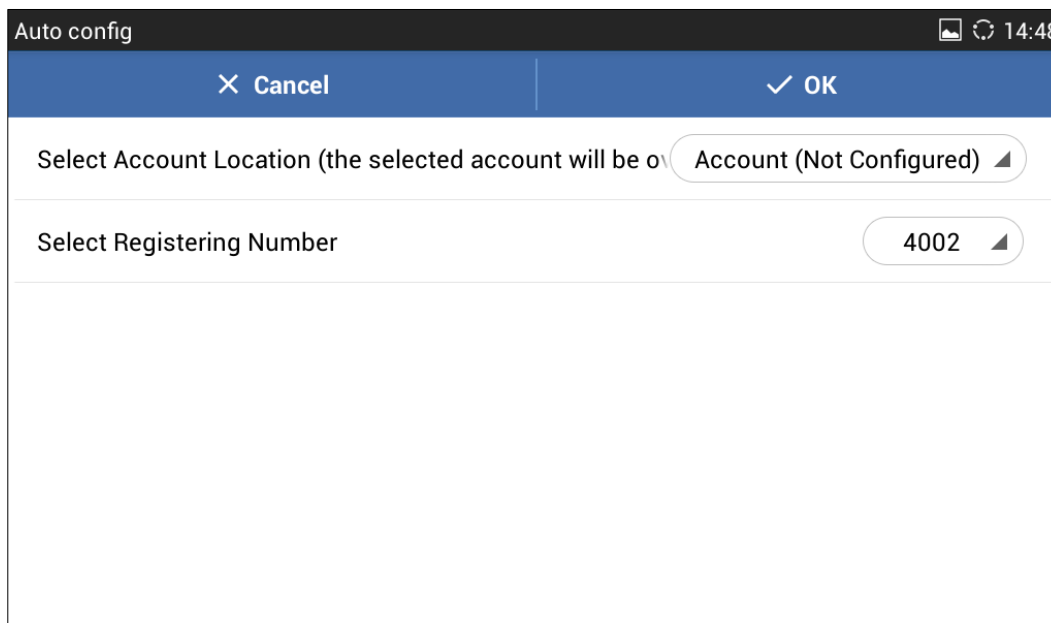 Auto config 14:48
Cancel OK
Select Account Location (the selected account will be Account (Not Configured)
Select Registering Number 4002